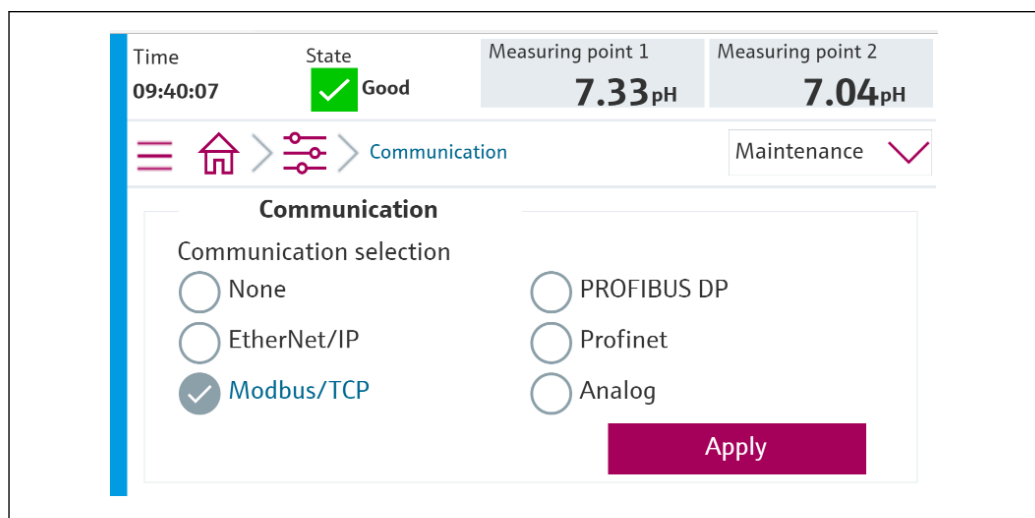 Time
State
Measuring point 1
Measuring point 2
09:40:07
Good
7.33pH
7.04pH
Communication
Maintenance
Communication
Communication selection
None
PROFIBUS DP
EtherNet/IP
Profinet
Modbus/TCP
Analog
Apply